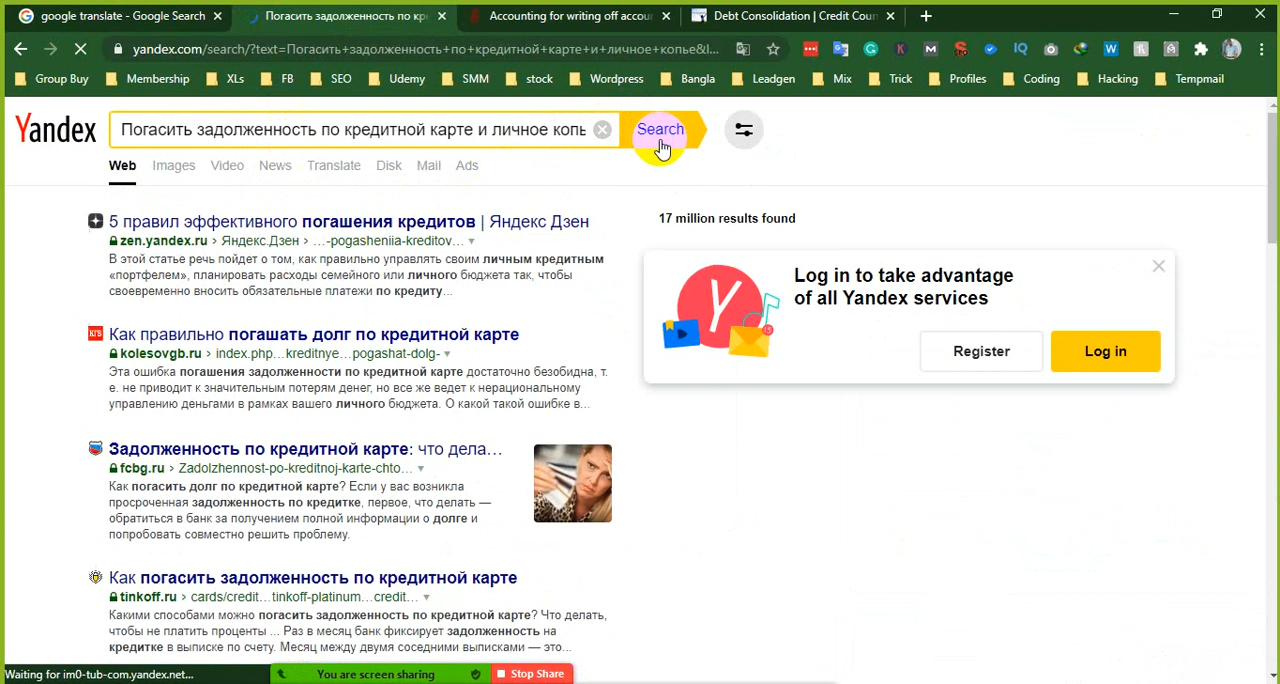 google translate - Google Search
Погасить задолженность по кр
Accounting for writing off accou
Debt Consolidation | Credit Coun
yandex.com/search/?text=Погасить+задолженность+по+кредитной+карте+и+личное+копье&l...
Group Buy
Membership
XLs
FB
SEO
Udemy
SMM
stock
Wordpress
Bangla
Leadgen
Mix
Trick
Profiles
Coding
Hacking
Tempmail
Yandex
Погасить задолженность по кредитной карте и личное копь
Search
Web
Images
Video
News
Translate
Disk
Mail
Ads
5 правил эффективного погашения кредитов | Яндекс Дзен
zen.yandex.ru › Яндекс.Дзен › ...-pogasheniia-kreditov...
В этой статье речь пойдет о том, как правильно управлять своим личным кредитным
«портфелем», планировать расходы семейного или личного бюджета так, чтобы
своевременно вносить обязательные платежи по кредиту...
Как правильно погашать долг по кредитной карте
kolesovgb.ru › index.php...kreditnye...pogashat-dolg-
Эта ошибка погашения задолженности по кредитной карте достаточно безобидна, т.
е. не приводит к значительным потерям денег, но все же ведет к нерациональному
управлению деньгами в рамках вашего личного бюджета. О какой такой ошибке в...
Задолженность по кредитной карте: что дела...
fcbg.ru › Zadolzhennost-po-kreditnoj-karte-chto...
Как погасить долг по кредитной карте? Если у вас возникла
просроченная задолженность по кредитке, первое, что делать —
обратиться в банк за получением полной информации о долге и
попробовать совместно решить проблему.
Как погасить задолженность по кредитной карте
tinkoff.ru › cards/credit...tinkoff-platinum...credit...
Какими способами можно погасить задолженность по кредитной карте? Что делать,
чтобы не платить проценты ... Раз в месяц банк фиксирует задолженность на
кредитке в выписке по счету. Месяц между двумя соседними выписками — это...
17 million results found
Log in to take advantage
of all Yandex services
Register
Log in
Waiting for im0-tub-com.yandex.net...
You are screen sharing
Stop Share